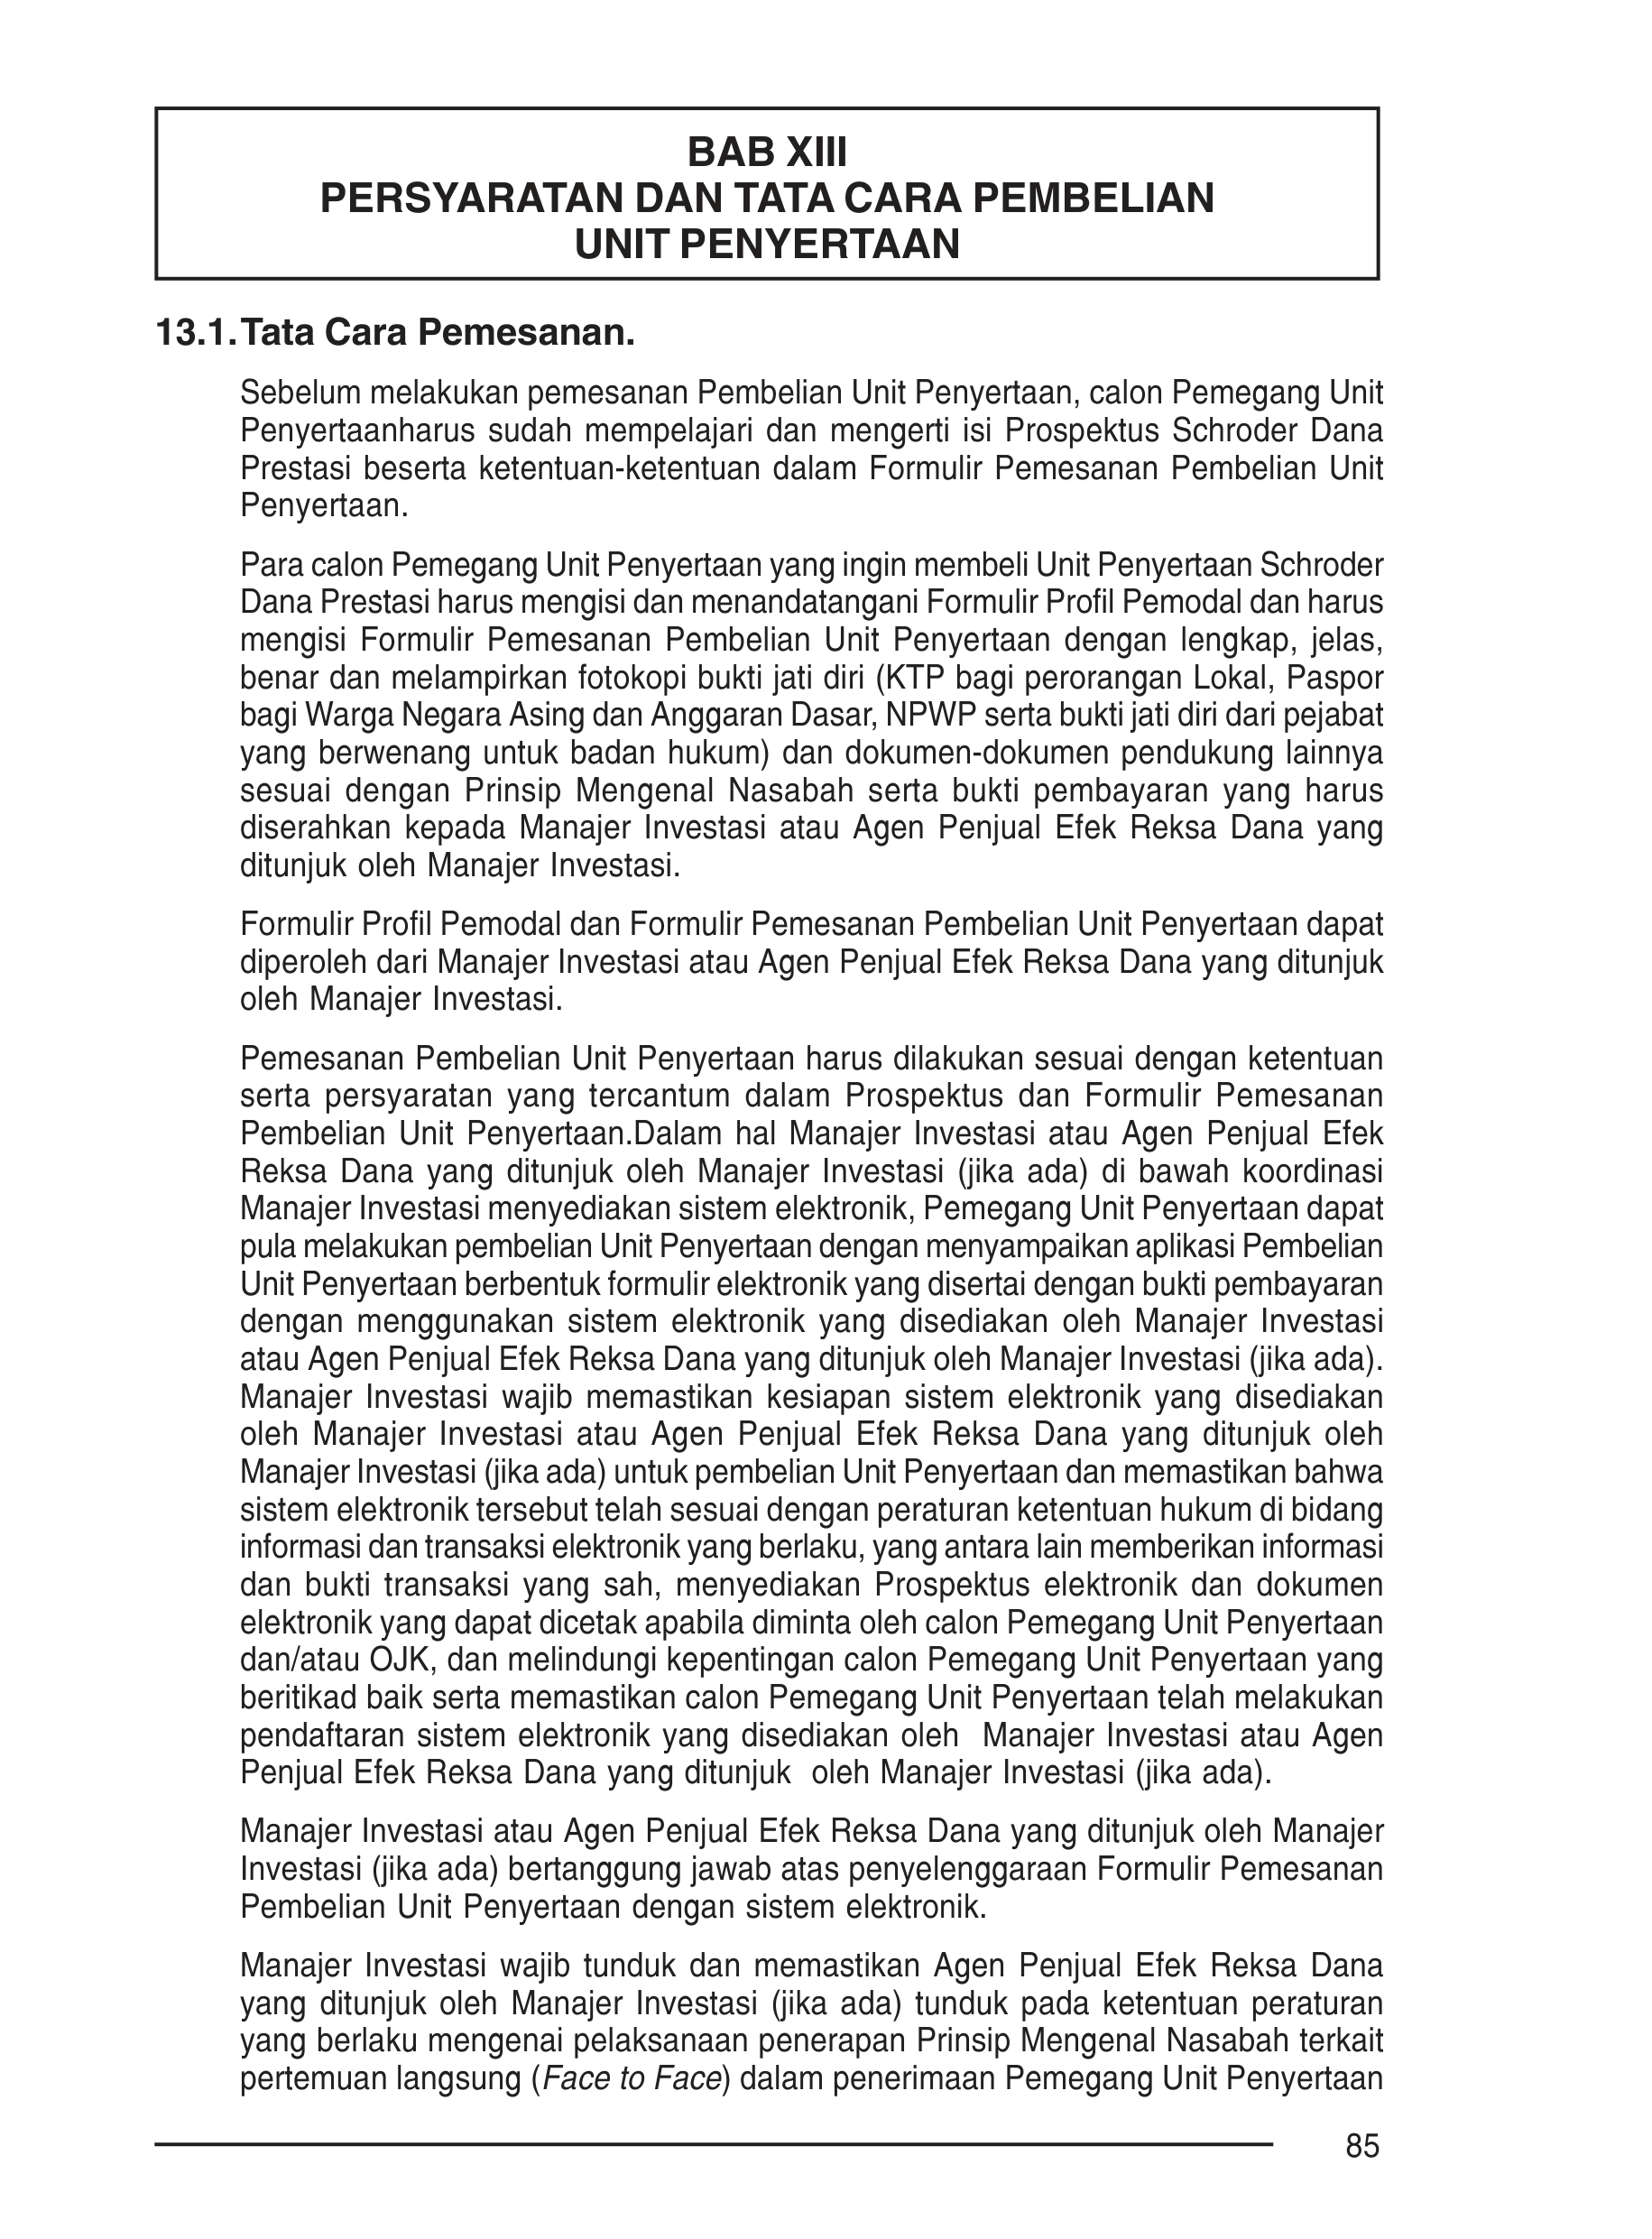 BAB XIII
PERSYARATAN DAN TATA CARA PEMBELIAN
UNIT PENYERTAAN
13.1. Tata Cara Pemesanan.
Sebelum melakukan pemesanan Pembelian Unit Penyertaan, calon Pemegang Unit
Penyertaanharus sudah mempelajari dan mengerti isi Prospektus Schroder Dana
Prestasi beserta ketentuan-ketentuan dalam Formulir Pemesanan Pembelian Unit
Penyertaan.
Para calon Pemegang Unit Penyertaan yang ingin membeli Unit Penyertaan Schroder
Dana Prestasi harus mengisi dan menandatangani Formulir Profil Pemodal dan harus
mengisi Formulir Pemesanan Pembelian Unit Penyertaan dengan lengkap, jelas,
benar dan melampirkan fotokopi bukti jati diri (KTP bagi perorangan Lokal, Paspor
bagi Warga Negara Asing dan Anggaran Dasar, NPWP serta bukti jati diri dari pejabat
yang berwenang untuk badan hukum) dan dokumen-dokumen pendukung lainnya
sesuai dengan Prinsip Mengenal Nasabah serta bukti pembayaran yang harus
diserahkan kepada Manajer Investasi atau Agen Penjual Efek Reksa Dana yang
ditunjuk oleh Manajer Investasi.
Formulir Profil Pemodal dan Formulir Pemesanan Pembelian Unit Penyertaan dapat
diperoleh dari Manajer Investasi atau Agen Penjual Efek Reksa Dana yang ditunjuk
oleh Manajer Investasi.
Pemesanan Pembelian Unit Penyertaan harus dilakukan sesuai dengan ketentuan
serta persyaratan yang tercantum dalam Prospektus dan Formulir Pemesanan
Pembelian Unit Penyertaan.Dalam hal Manajer Investasi atau Agen Penjual Efek
Reksa Dana yang ditunjuk oleh Manajer Investasi (jika ada) di bawah koordinasi
Manajer Investasi menyediakan sistem elektronik, Pemegang Unit Penyertaan dapat
pula melakukan pembelian Unit Penyertaan dengan menyampaikan aplikasi Pembelian
Unit Penyertaan berbentuk formulir elektronik yang disertai dengan bukti pembayaran
dengan menggunakan sistem elektronik yang disediakan oleh Manajer Investasi
atau Agen Penjual Efek Reksa Dana yang ditunjuk oleh Manajer Investasi (jika ada).
Manajer Investasi wajib memastikan kesiapan sistem elektronik yang disediakan
oleh Manajer Investasi atau Agen Penjual Efek Reksa Dana yang ditunjuk oleh
Manajer Investasi (jika ada) untuk pembelian Unit Penyertaan dan memastikan bahwa
sistem elektronik tersebut telah sesuai dengan peraturan ketentuan hukum di bidang
informasi dan transaksi elektronik yang berlaku, yang antara lain memberikan informasi
dan bukti transaksi yang sah, menyediakan Prospektus elektronik dan dokumen
elektronik yang dapat dicetak apabila diminta oleh calon Pemegang Unit Penyertaan
dan/atau OJK, dan melindungi kepentingan calon Pemegang Unit Penyertaan yang
beritikad baik serta memastikan calon Pemegang Unit Penyertaan telah melakukan
pendaftaran sistem elektronik yang disediakan oleh Manajer Investasi atau Agen
Penjual Efek Reksa Dana yang ditunjuk oleh Manajer Investasi (jika ada).
Manajer Investasi atau Agen Penjual Efek Reksa Dana yang ditunjuk oleh Manajer
Investasi (jika ada) bertanggung jawab atas penyelenggaraan Formulir Pemesanan
Pembelian Unit Penyertaan dengan sistem elektronik.
Manajer Investasi wajib tunduk dan memastikan Agen Penjual Efek Reksa Dana
yang ditunjuk oleh Manajer Investasi (jika ada) tunduk pada ketentuan peraturan
yang berlaku mengenai pelaksanaan penerapan Prinsip Mengenal Nasabah terkait
pertemuan langsung (Face to Face) dalam penerimaan Pemegang Unit Penyertaan
85